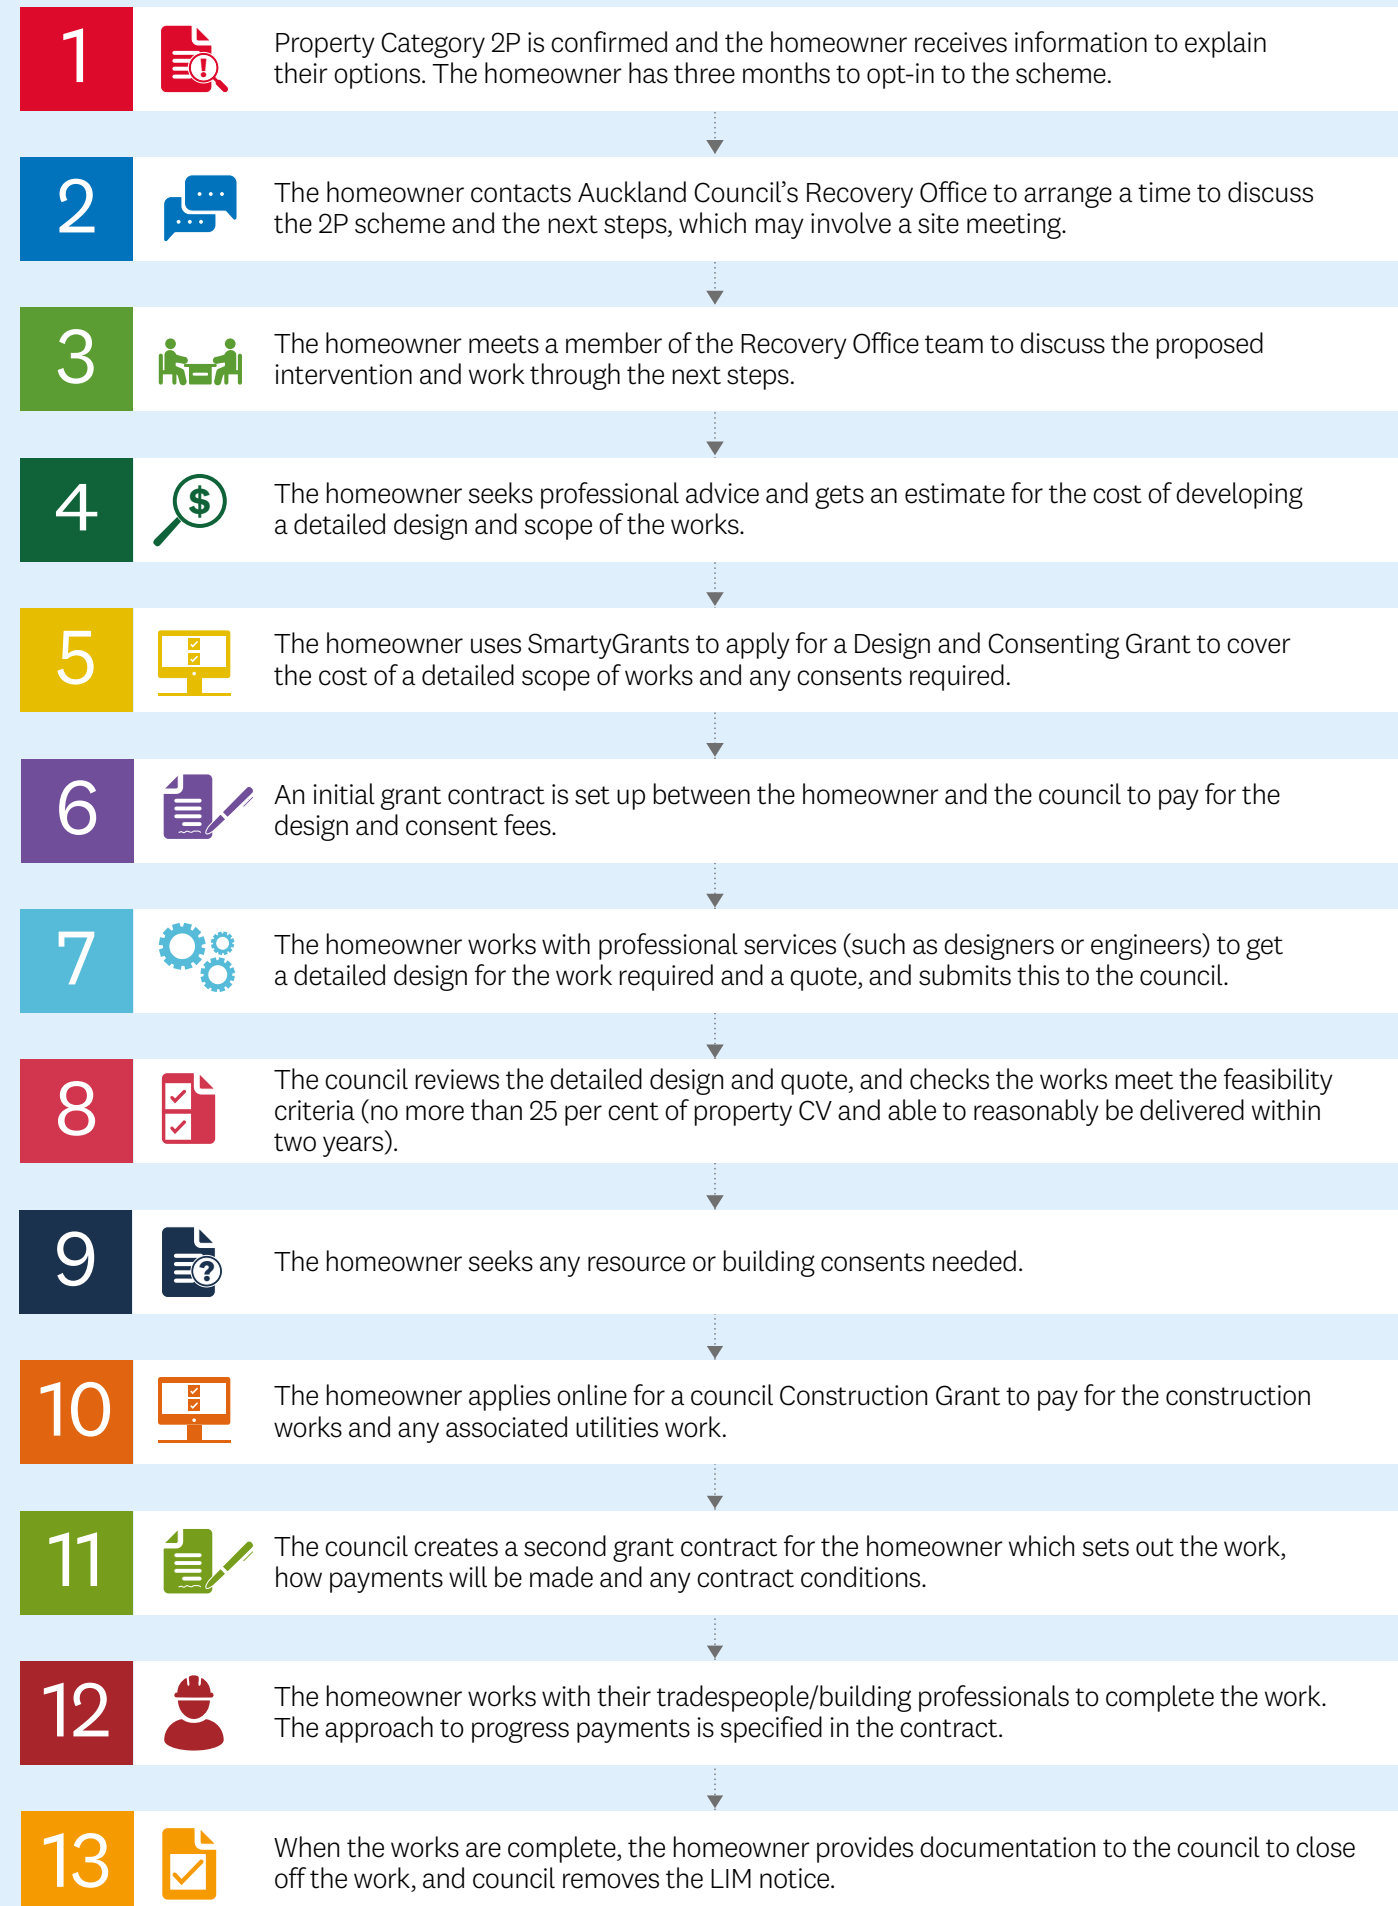 1
Property Category 2P is confirmed and the homeowner receives information to explain
their options. The homeowner has three months to opt-in to the scheme.
2
The homeowner contacts Auckland Council's Recovery Office to arrange a time to discuss
the 2P scheme and the next steps, which may involve a site meeting.
3
The homeowner meets a member of the Recovery Office team to discuss the proposed
intervention and work through the next steps.
4
$
The homeowner seeks professional advice and gets an estimate for the cost of developing
a detailed design and scope of the works.
5
The homeowner uses SmartyGrants to apply for a Design and Consenting Grant to cover
the cost of a detailed scope of works and any consents required.
6
An initial grant contract is set up between the homeowner and the council to pay for the
design and consent fees.
7
The homeowner works with professional services (such as designers or engineers) to get
a detailed design for the work required and a quote, and submits this to the council.
8
The council reviews the detailed design and quote, and checks the works meet the feasibility
criteria (no more than 25 per cent of property CV and able to reasonably be delivered within
two years).
9
?
The homeowner seeks any resource or building consents needed.
10
The homeowner applies online for a council Construction Grant to pay for the construction
works and any associated utilities work.
11
The council creates a second grant contract for the homeowner which sets out the work,
how payments will be made and any contract conditions.
12
The homeowner works with their tradespeople/building professionals to complete the work.
The approach to progress payments is specified in the contract.
13
When the works are complete, the homeowner provides documentation to the council to close
off the work, and council removes the LIM notice.